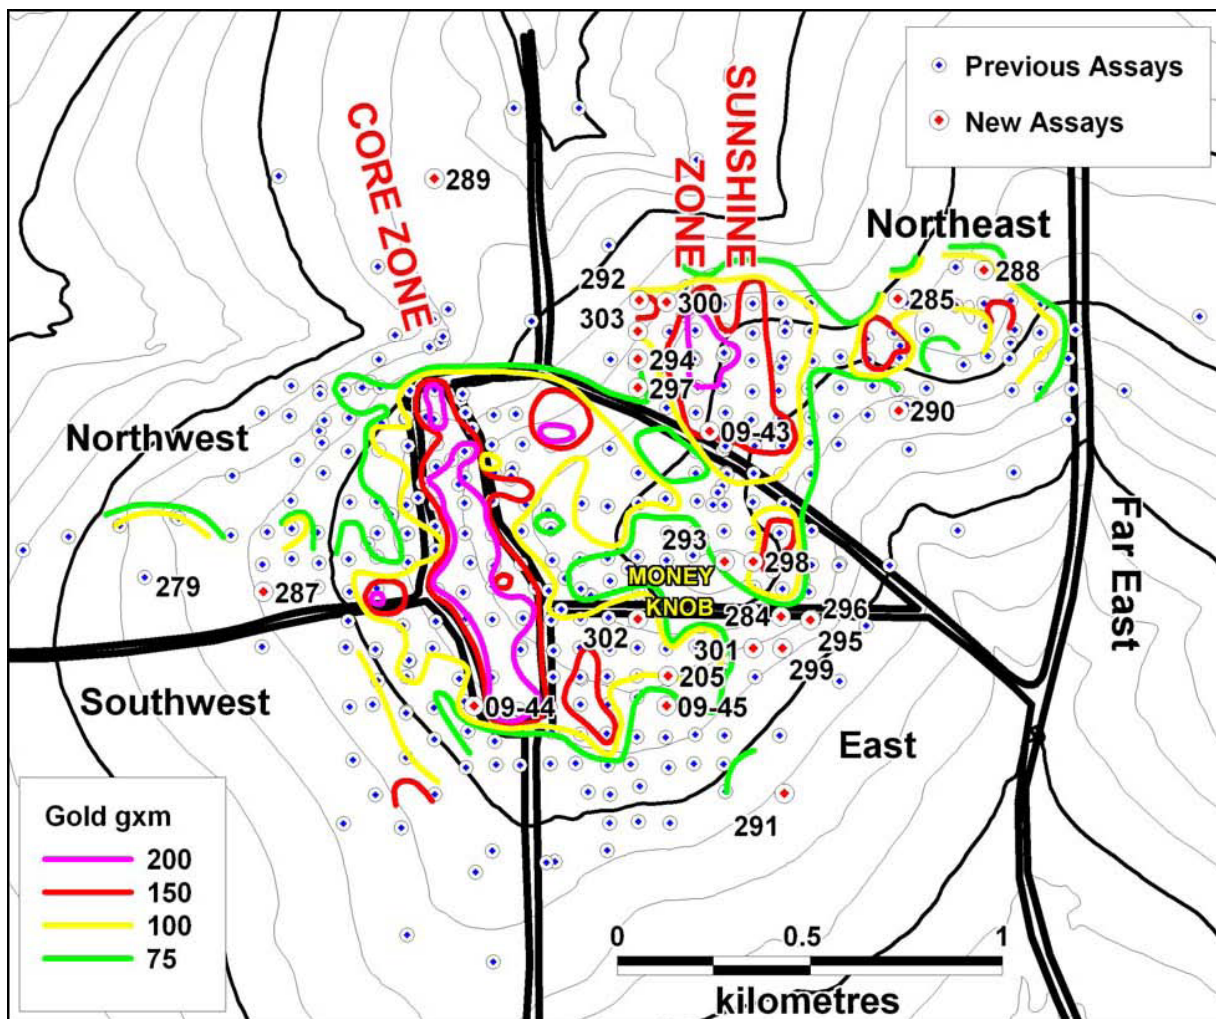 Previous Assays
New Assays
CORE ZONE
SUNSHINE
ZONE
289
Northeast
292
300
303
294
297
09-43
285
288
290
Northwest
279
287
293
298
MONEY
KNOB
284
296
302
301
295
205
299
09-44
09-45
Southwest
East
Far East
291
Gold gxm
200
150
100
75
0
0.5
1
kilometres